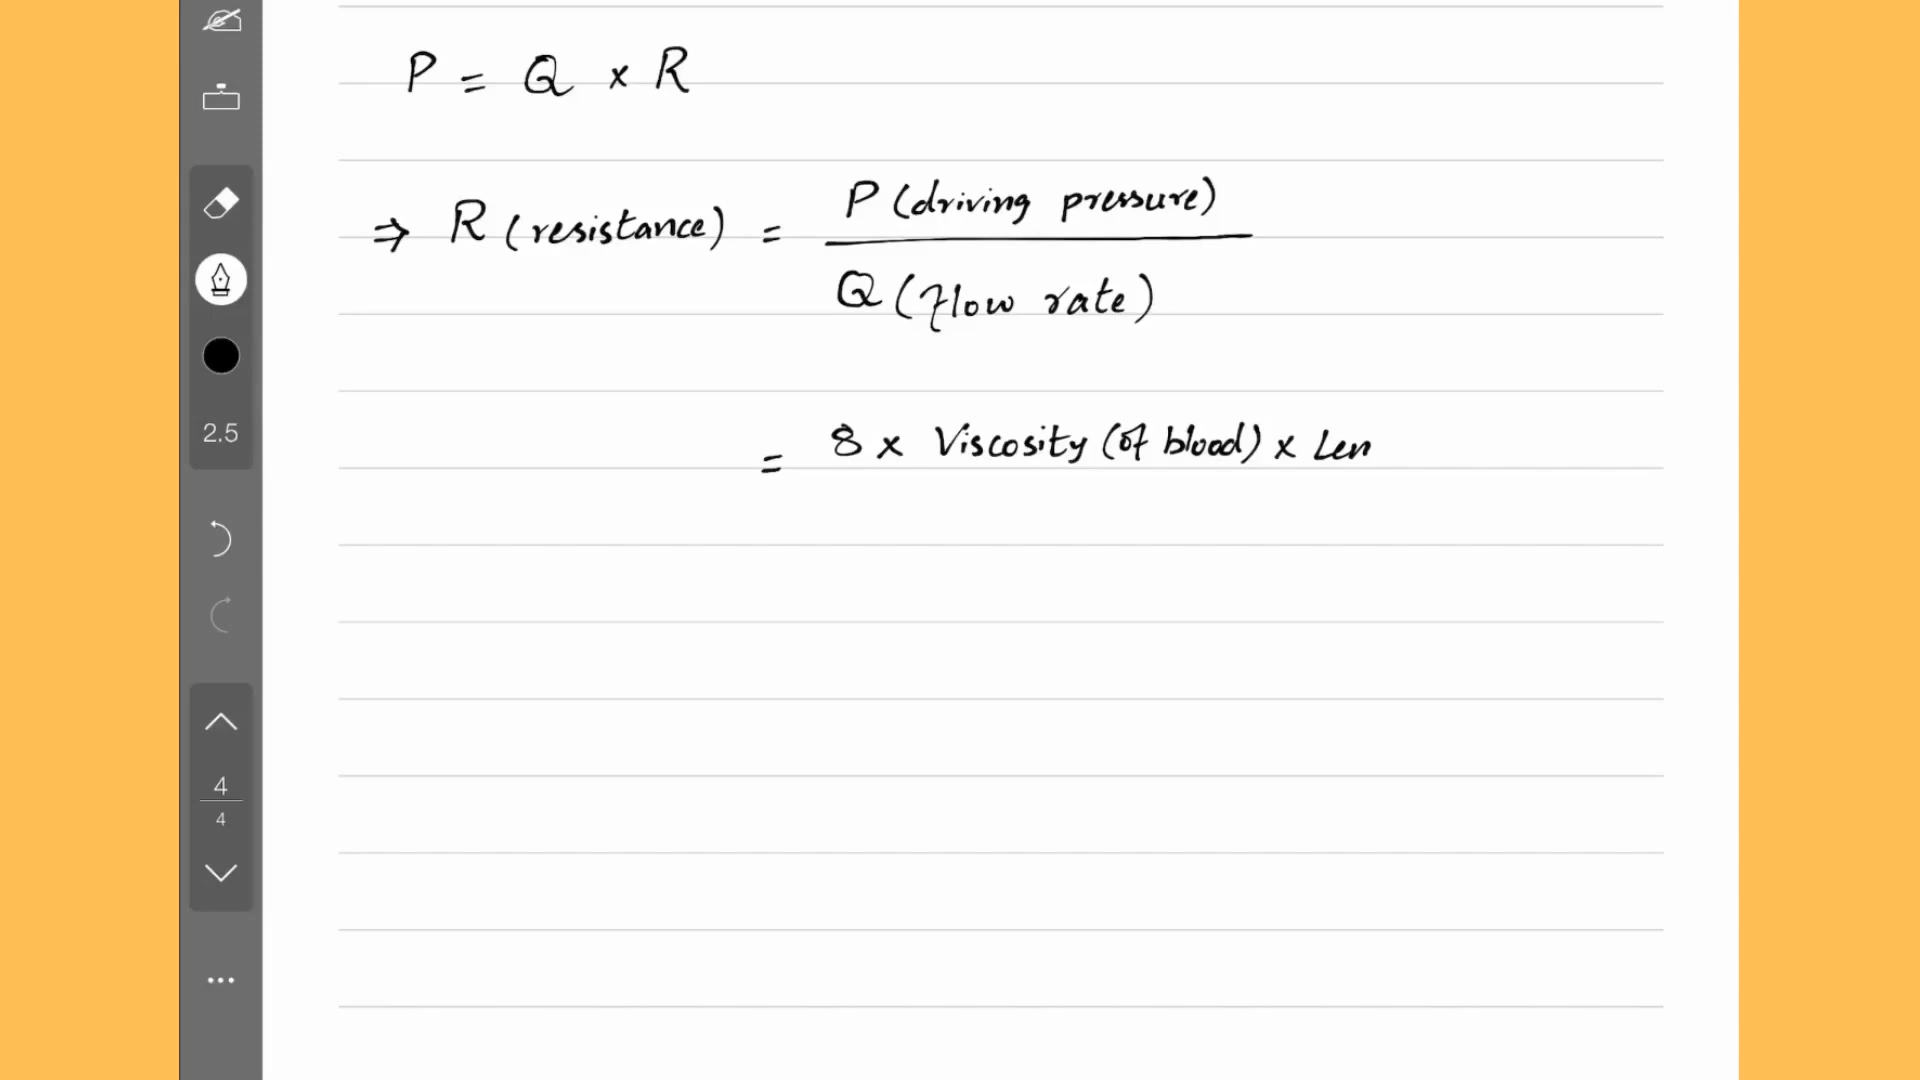 P = Q × R
⇒ R (resistance) = P (driving pressure)
Q (flow rate)
= 8 × Viscosity (of blood) × Len
2.5
4
4